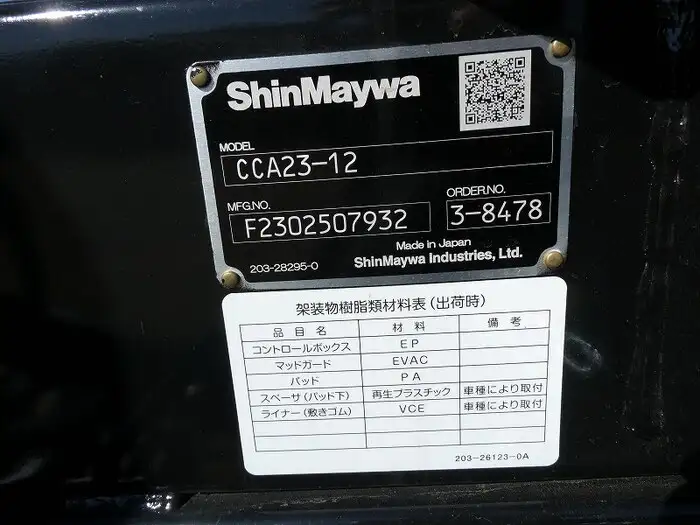 ShinMaywa
MODEL
CCA23-12
MFG.NO. ORDER.NO.
F2302507932 3-8478
Made in Japan
203-28295-0 ShinMaywa Industries, Ltd.
架装物樹脂類材料表(出荷時)
品目名 材料 備考
コントロールボックス EP
マッドガード EVAC
パッド PA
スペーサ(パッド下) 再生プラスチック 車種により取付
ライナー(敷きゴム) VCE 車種により取付
203-26123-0A